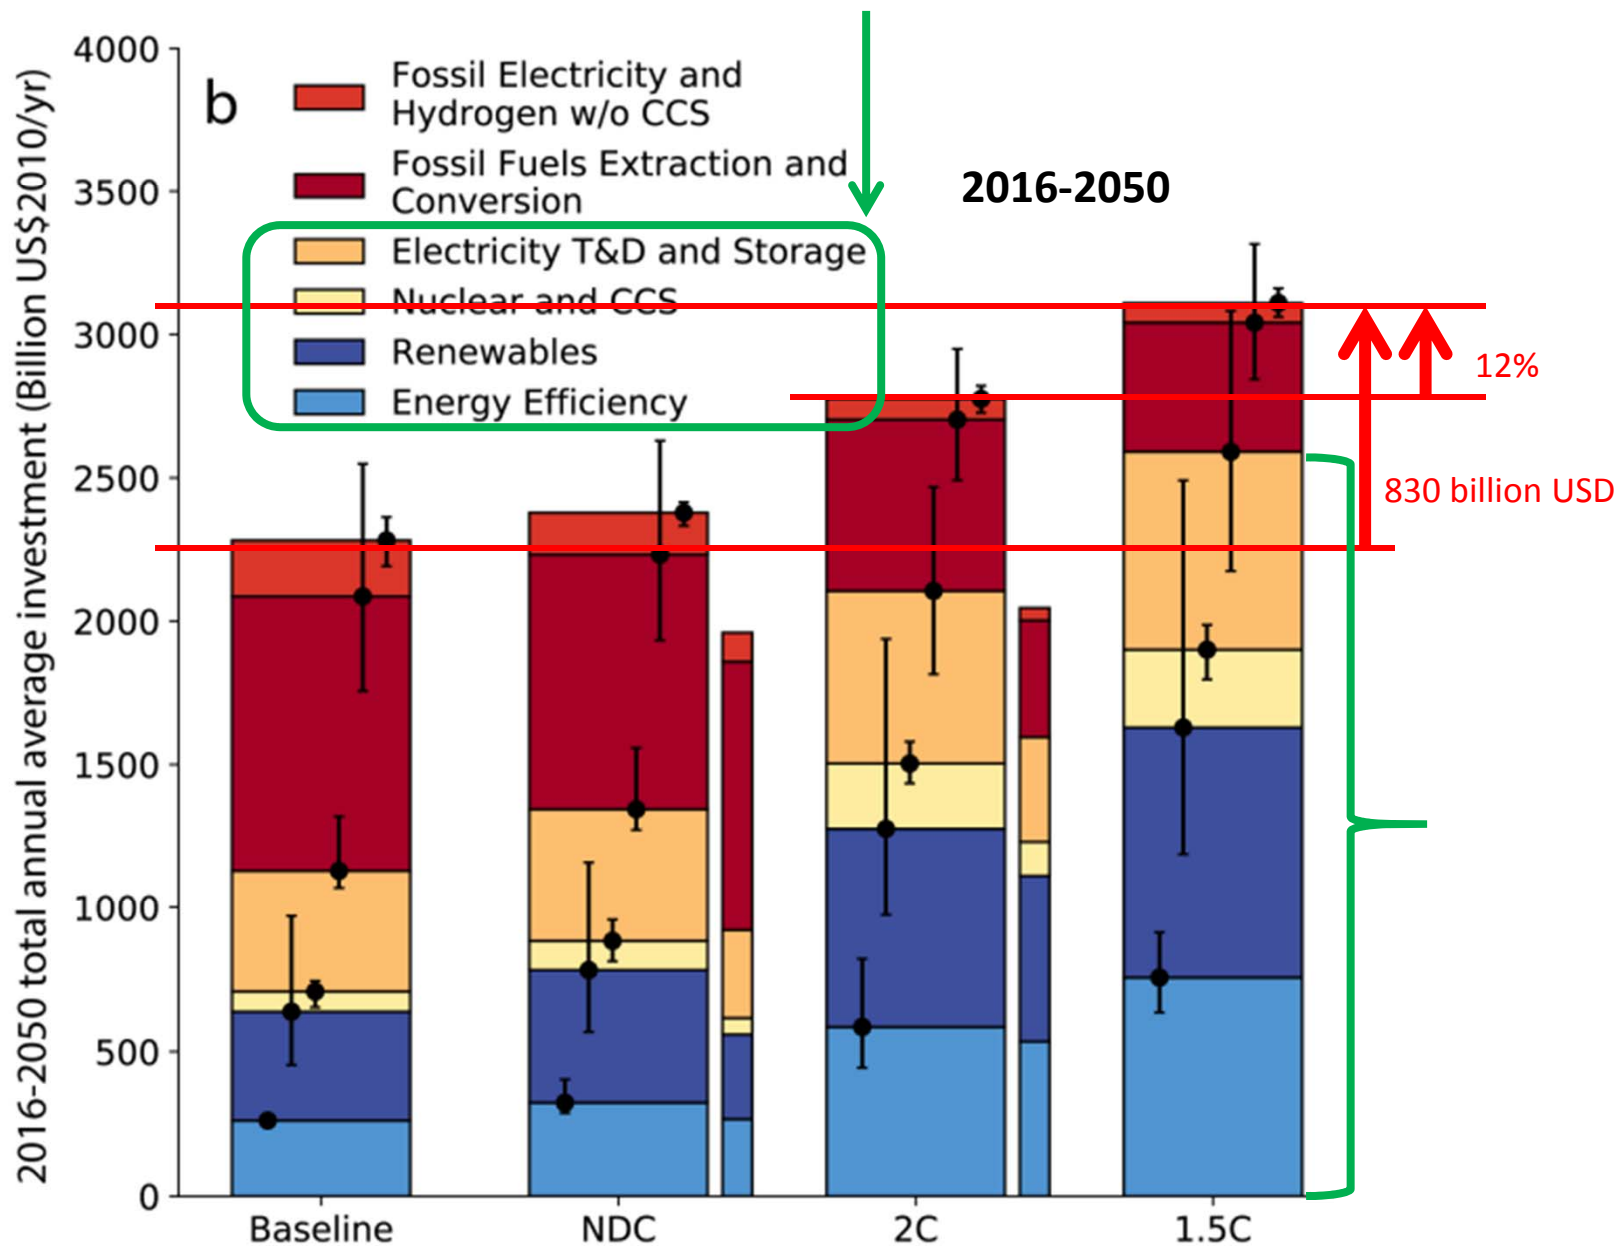 4000
3500
3000
2500
2000
1500
1000
500
0
2016-2050 total annual average investment (Billion US$2010/yr)
b
Fossil Electricity and
Hydrogen w/o CCS
Fossil Fuels Extraction and
Conversion
Electricity T&D and Storage
Nuclear and CCS
Renewables
Energy Efficiency
2016-2050
12%
830 billion USD
Baseline
NDC
2C
1.5C